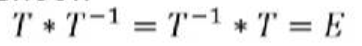 T * T⁻¹ = T⁻¹ * T = E